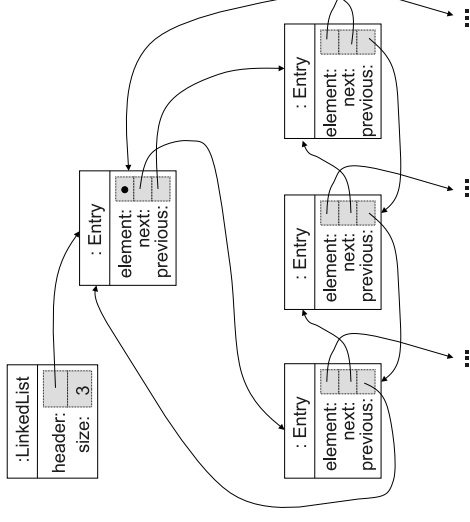 :LinkedList
header:
size: 3
: Entry
element:
next:
previous:
: Entry
element:
next:
previous:
: Entry
element:
next:
previous:
: Entry
element:
next:
previous:
...
...
...